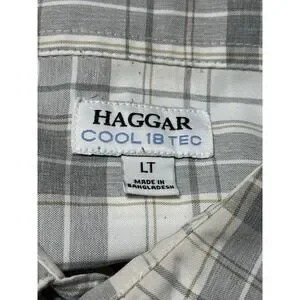 HAGGAR
COOL 18 TEC
LT
MADE IN
BANGLADESH